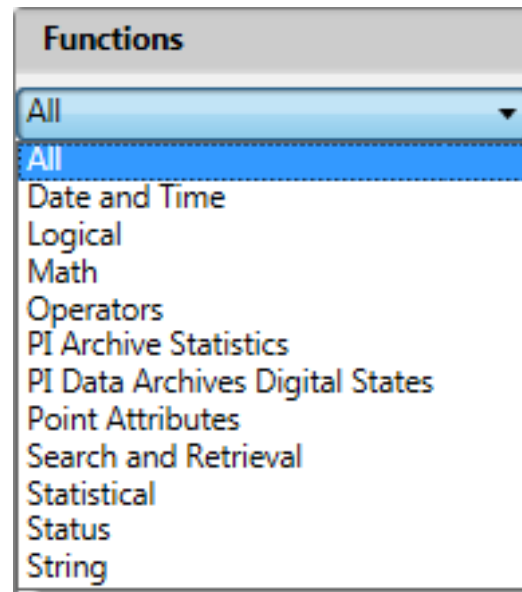 Functions
All
All
Date and Time
Logical
Math
Operators
PI Archive Statistics
PI Data Archives Digital States
Point Attributes
Search and Retrieval
Statistical
Status
String